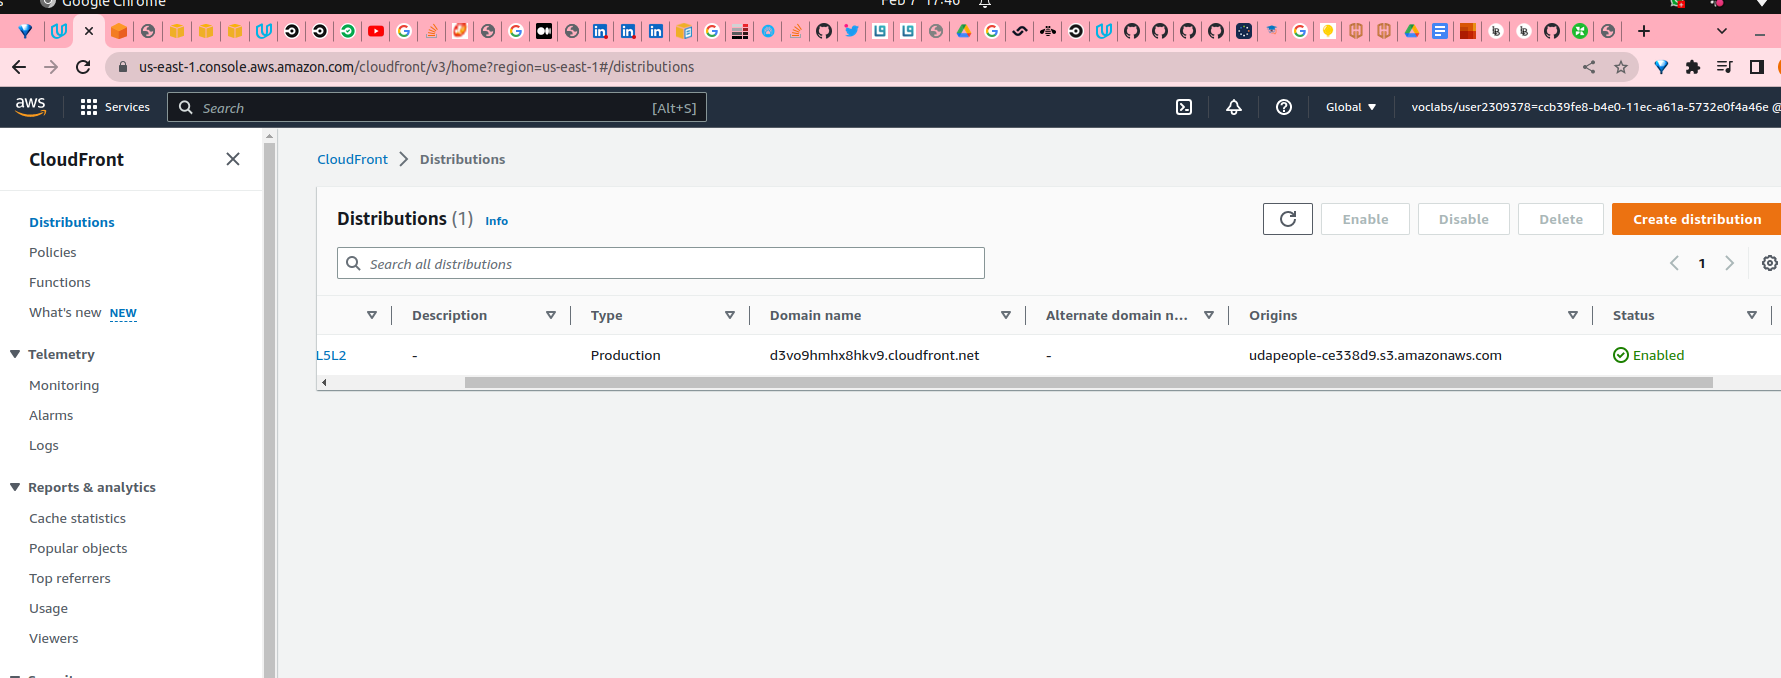 Google Chrome
Feb 7 17:46
us-east-1.console.aws.amazon.com/cloudfront/v3/home?region=us-east-1#/distributions
aws
Services
Search
[Alt+S]
Global
voclabs/user2309378=ccb39fe8-b4e0-11ec-a61a-5732e0f4a46e @
CloudFront
Distributions
Policies
Functions
What's new NEW
Telemetry
Monitoring
Alarms
Logs
Reports & analytics
Cache statistics
Popular objects
Top referrers
Usage
Viewers
CloudFront
Distributions
Distributions (1) Info
Enable
Disable
Delete
Create distribution
Search all distributions
1
Description
Type
Domain name
Alternate domain n...
Origins
Status
L5L2
-
Production
d3vo9hmhx8hkv9.cloudfront.net
-
udapeople-ce338d9.s3.amazonaws.com
Enabled